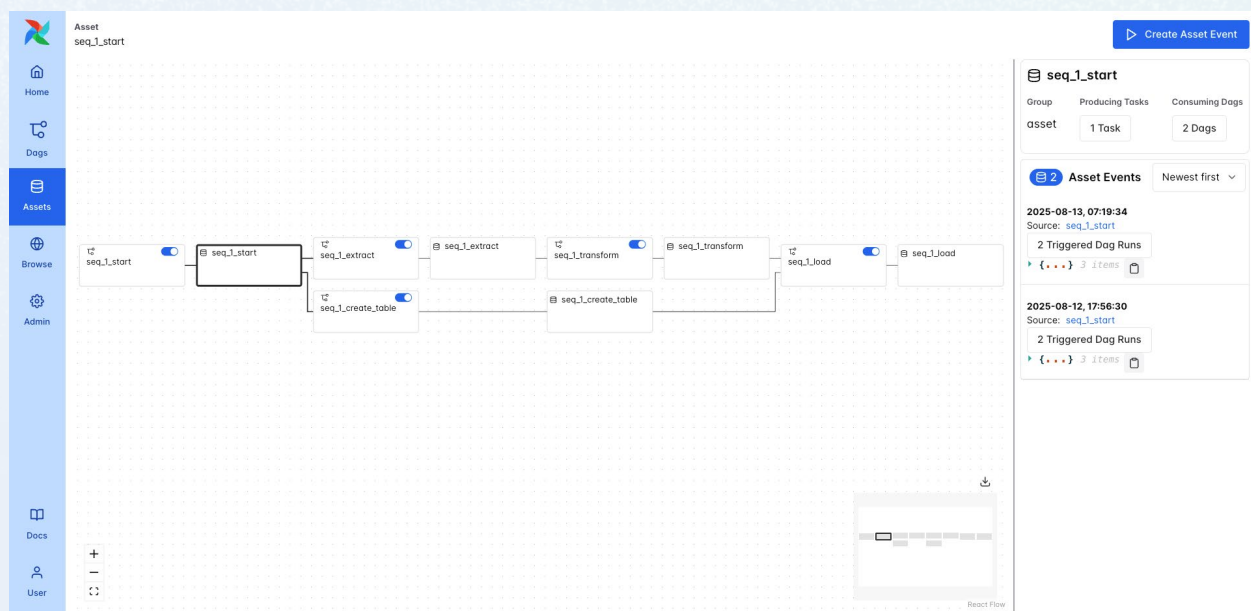 Asset
seq_1_start
Create Asset Event
Home
Dags
Assets
Browse
Admin
Docs
User
seq_1_start
seq_1_start
seq_1_extract
seq_1_extract
seq_1_transform
seq_1_transform
seq_1_load
seq_1_load
seq_1_create_table
seq_1_create_table
React Flow
seq_1_start
Group Producing Tasks Consuming Dags
asset 1 Task 2 Dags
2 Asset Events Newest first
2025-08-13, 07:19:34
Source: seq_1_start
2 Triggered Dag Runs
{...} 3 items
2025-08-12, 17:56:30
Source: seq_1_start
2 Triggered Dag Runs
{...} 3 items